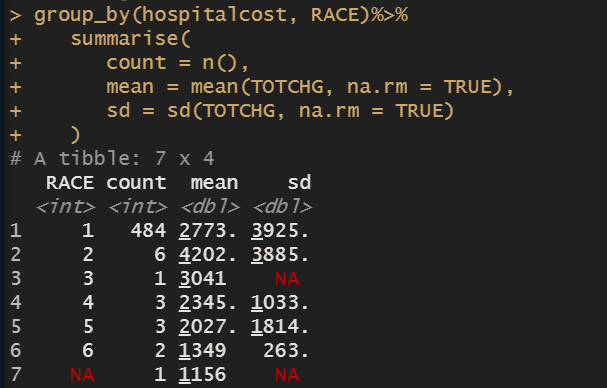 > group_by(hospitalcost, RACE)%>%
+    summarise(
+       count = n(),
+       mean = mean(TOTCHG, na.rm = TRUE),
+       sd = sd(TOTCHG, na.rm = TRUE)
+    )
# A tibble: 7 x 4
   RACE count  mean    sd
  <int> <int> <dbl> <dbl>
1     1   484 2773. 3925.
2     2     6 4202. 3885.
3     3     1 3041    NA
4     4     3 2345. 1033.
5     5     3 2027. 1814.
6     6     2 1349   263.
7    NA     1 1156    NA